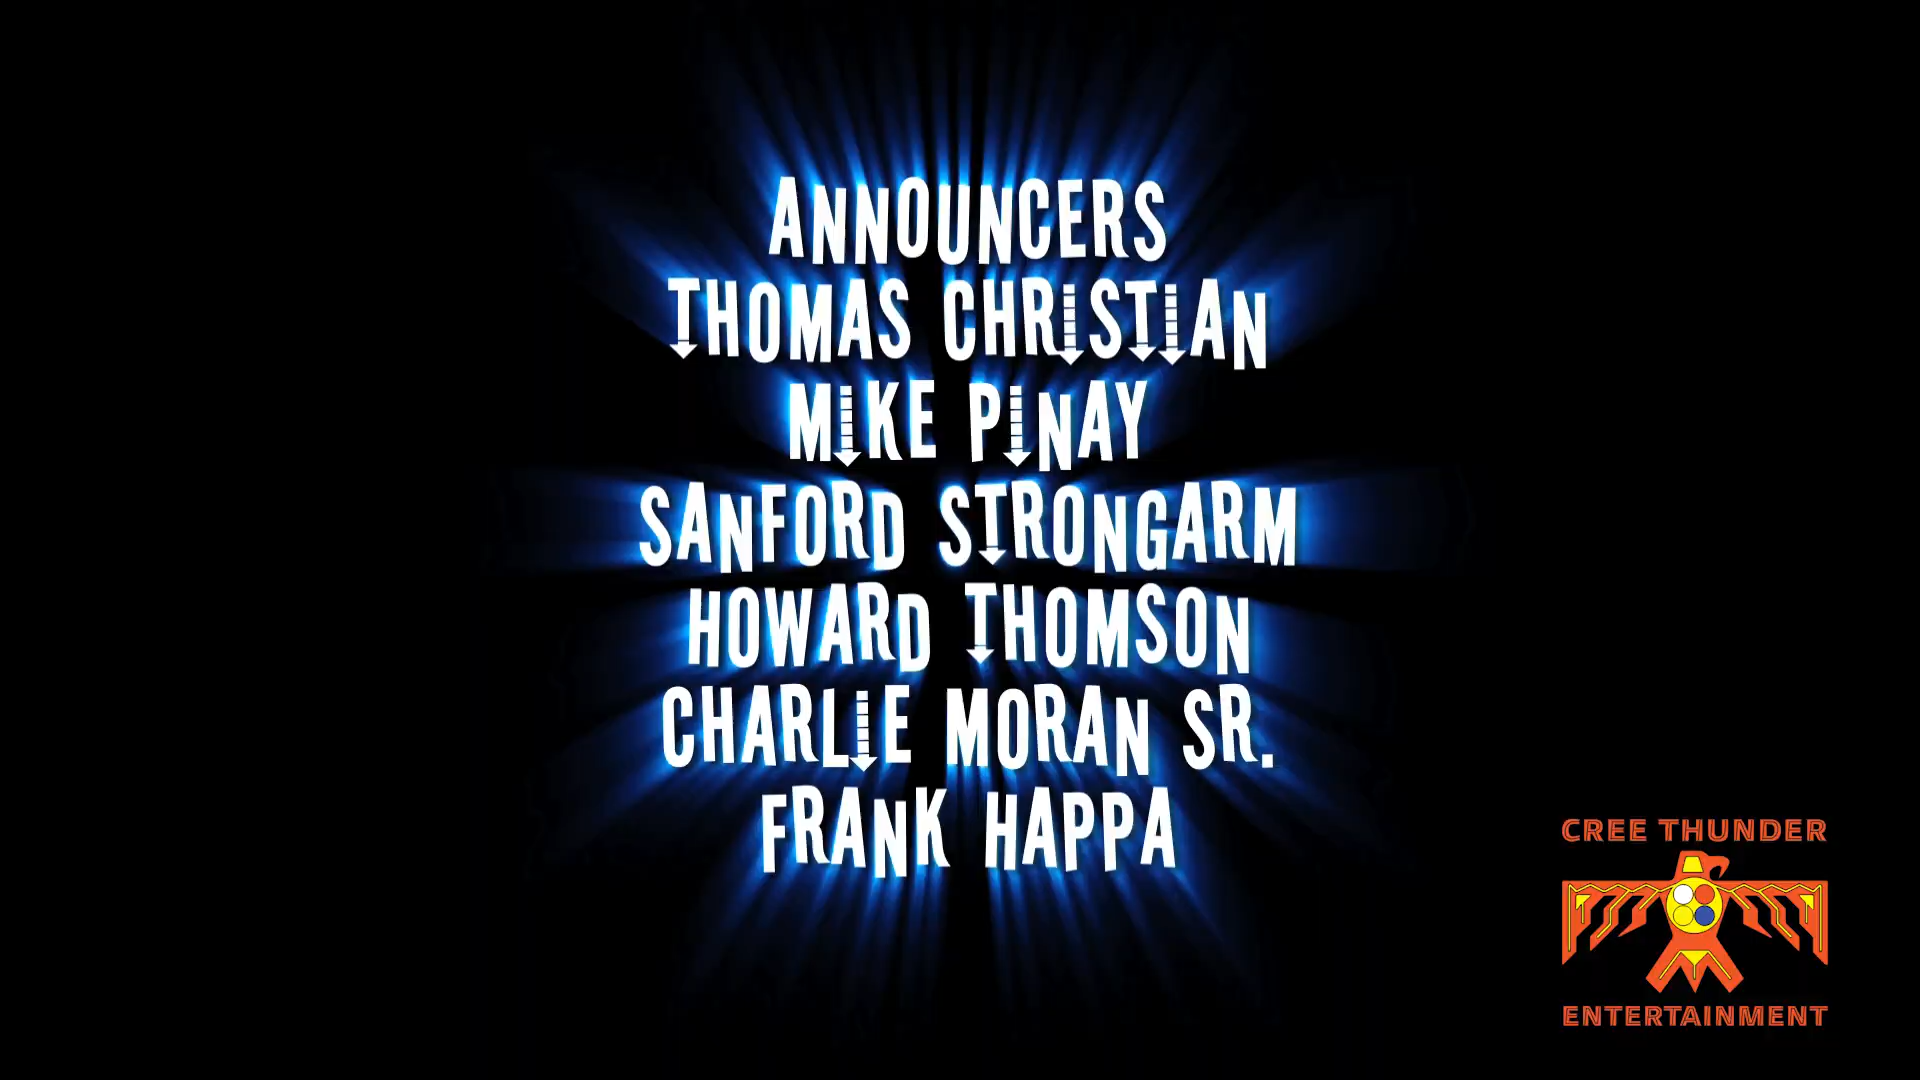 ANNOUNCERS
THOMAS CHRISTIAN
MIKE PINAY
SANFORD STRONGARM
HOWARD THOMSON
CHARLIE MORAN SR.
FRANK HAPPA
CREE THUNDER
ENTERTAINMENT